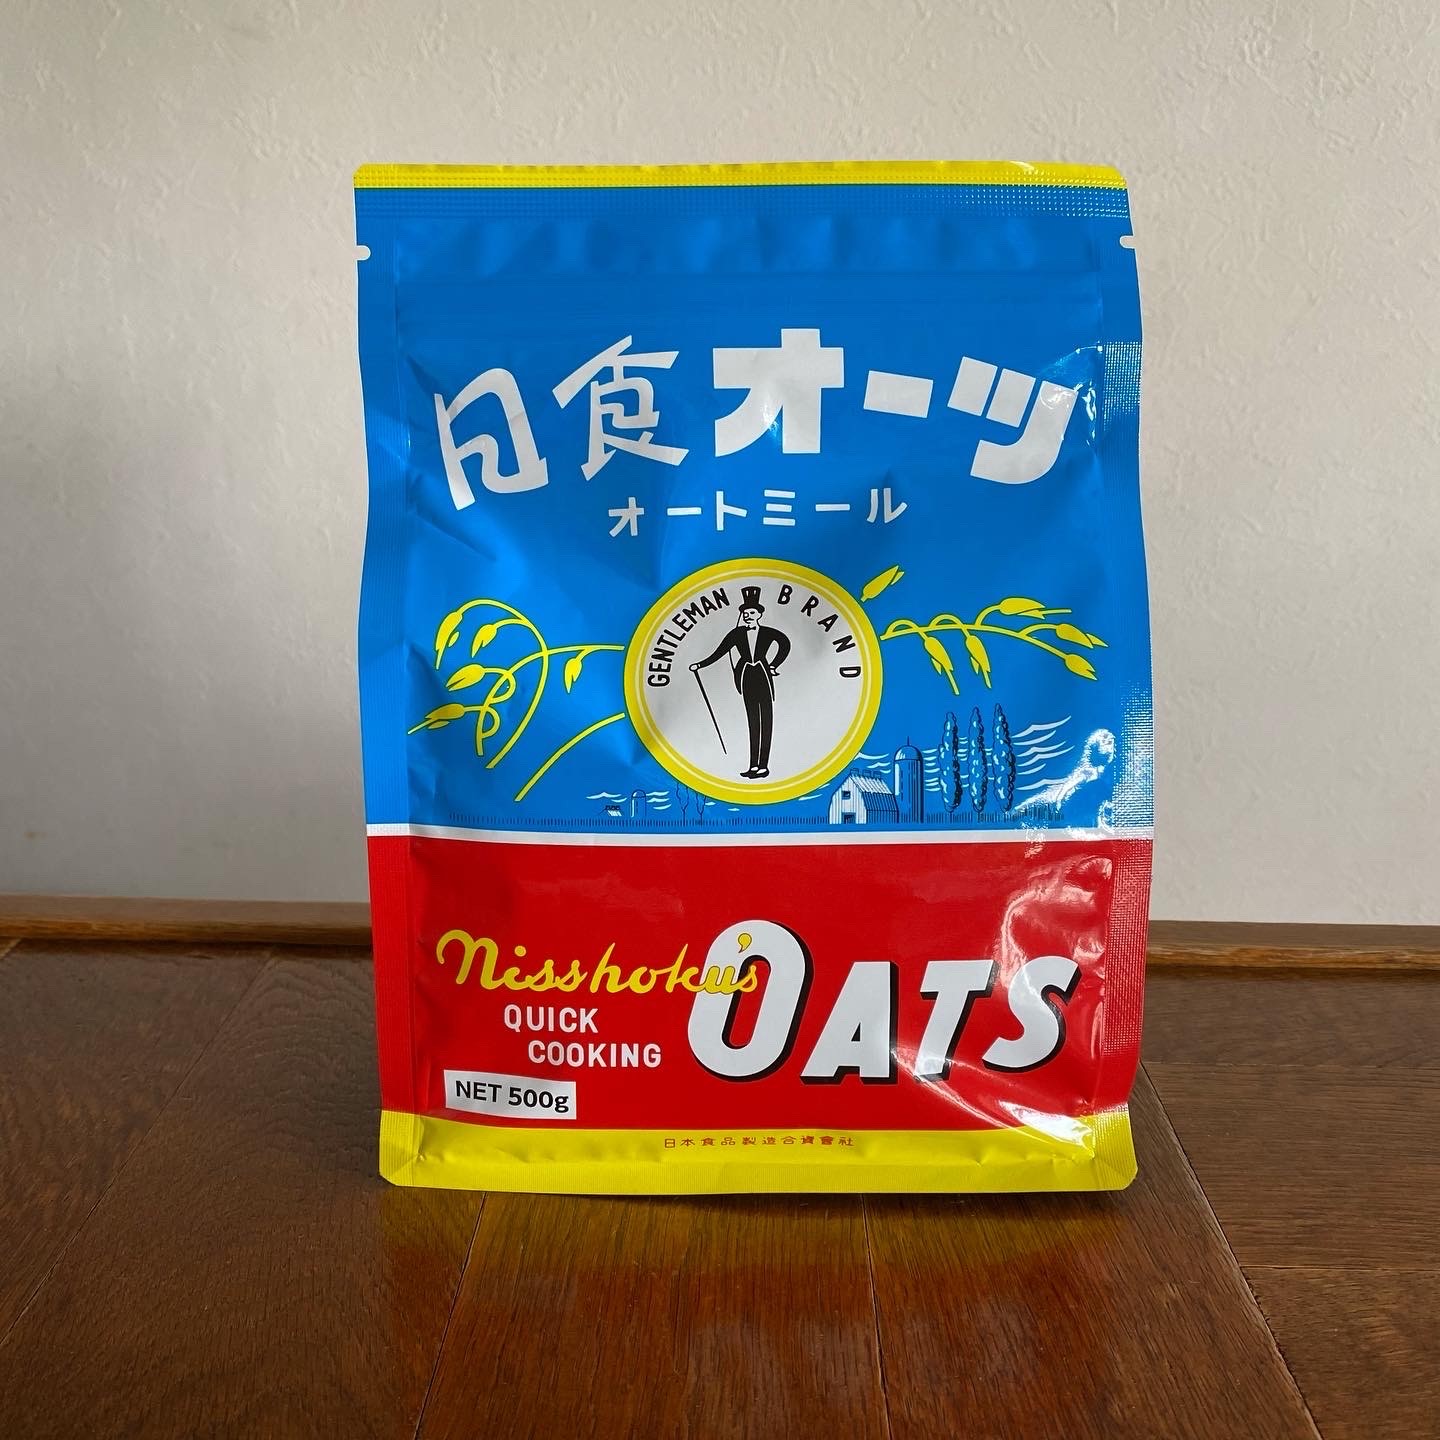 日食オーツ
オートミール
GENTLEMAN BRAND
Nisshoku's
OATS
QUICK
COOKING
NET 500g
日本食品製造合資會社